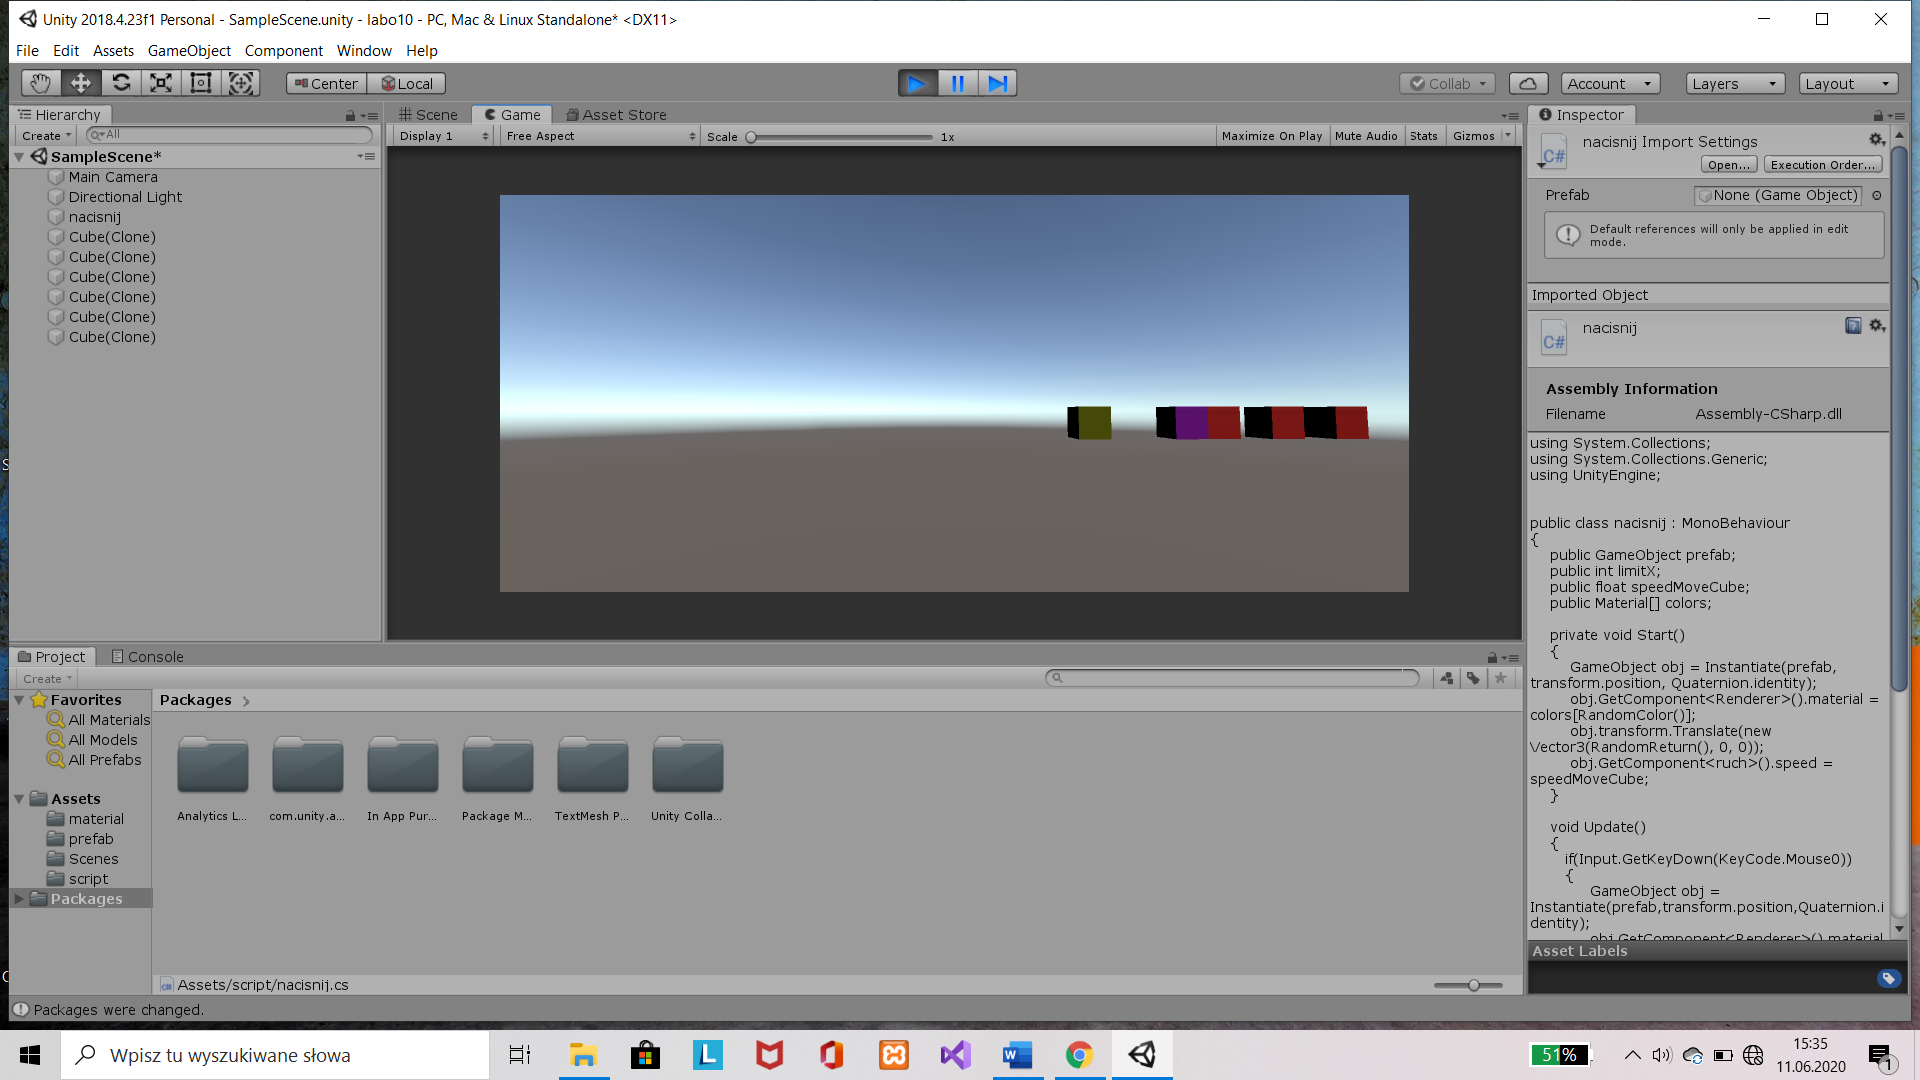 Unity 2018.4.23f1 Personal - SampleScene.unity - labo10 - PC, Mac & Linux Standalone* <DX11>
File Edit Assets GameObject Component Window Help
Center Local Collab Account Layers Layout
Hierarchy
Create All
SampleScene*
Main Camera
Directional Light
nacisnij
Cube(Clone)
Cube(Clone)
Cube(Clone)
Cube(Clone)
Cube(Clone)
Cube(Clone)
Scene Game Asset Store
Display 1 Free Aspect Scale 1x Maximize On Play Mute Audio Stats Gizmos
Inspector
nacisnij Import Settings
C#
Open... Execution Order...
Prefab None (Game Object)
Default references will only be applied in edit
mode.
Imported Object
nacisnij
C#
Assembly Information
Filename Assembly-CSharp.dll
using System.Collections;
using System.Collections.Generic;
using UnityEngine;
public class nacisnij : MonoBehaviour
{
public GameObject prefab;
public int limitX;
public float speedMoveCube;
public Material[] colors;
private void Start()
{
GameObject obj = Instantiate(prefab,
transform.position, Quaternion.identity);
obj.GetComponent<Renderer>().material =
colors[RandomColor()];
obj.transform.Translate(new
Vector3(RandomReturn(), 0, 0));
obj.GetComponent<ruch>().speed =
speedMoveCube;
}
void Update()
{
if(Input.GetKeyDown(KeyCode.Mouse0))
{
GameObject obj =
Instantiate(prefab,transform.position,Quaternion.i
dentity);
obj.GetComponent<Renderer>().material
Asset Labels
Project Console
Create
Favorites
All Materials
All Models
All Prefabs
Assets
material
prefab
Scenes
script
Packages
Packages
Analytics L... com.unity.a... In App Pur... Package M... TextMesh P... Unity Colla...
Assets/script/nacisnij.cs
Packages were changed.
Wpisz tu wyszukiwane słowa
51%
15:35
11.06.2020
1